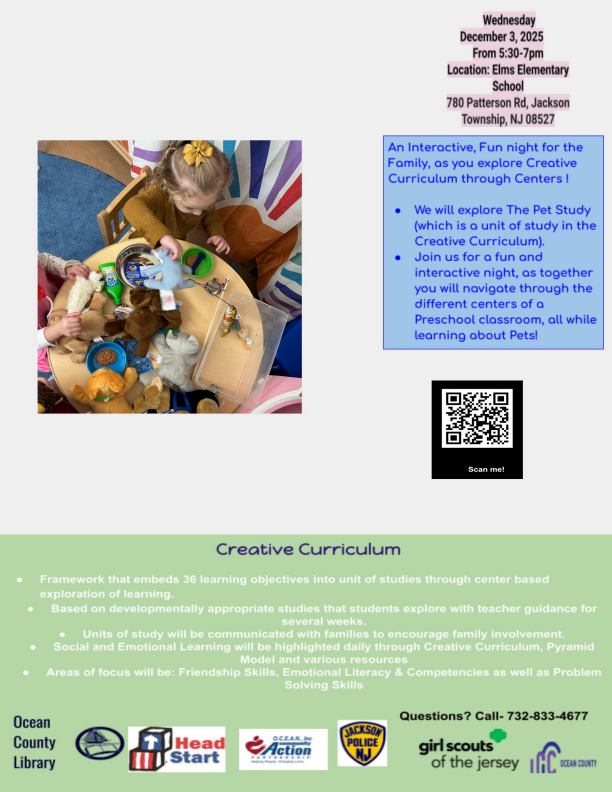 Wednesday
December 3, 2025
From 5:30-7pm
Location: Elms Elementary
School
780 Patterson Rd, Jackson
Township, NJ 08527
An Interactive, Fun night for the
Family, as you explore Creative
Curriculum through Centers !
● We will explore The Pet Study
(which is a unit of study in the
Creative Curriculum).
● Join us for a fun and
interactive night, as together
you will navigate through the
different centers of a
Preschool classroom, all while
learning about Pets!
Scan me!
Creative Curriculum
● Framework that embeds 36 learning objectives into unit of studies through center based
exploration of learning.
● Based on developmentally appropriate studies that students explore with teacher guidance for
several weeks.
● Units of study will be communicated with families to encourage family involvement.
● Social and Emotional Learning will be highlighted daily through Creative Curriculum, Pyramid
Model and various resources
● Areas of focus will be: Friendship Skills, Emotional Literacy & Competencies as well as Problem
Solving Skills
Questions? Call- 732-833-4677
Ocean
County
Library
Head
Start
O.C.E.A.N., Inc
Community
Action
PARTNERSHIP
Helping People. Changing Lives.
JACKSON
POLICE
NJ
girl scouts
of the jersey
OCEAN COUNTY